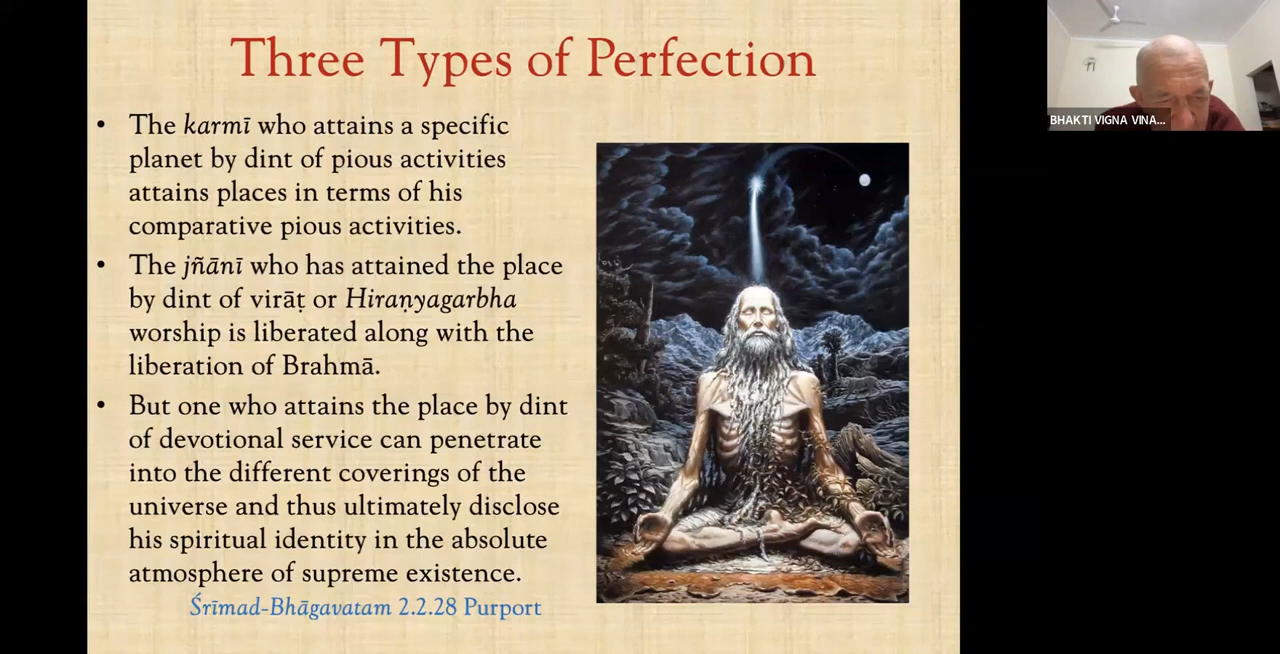 Three Types of Perfection
• The karmī who attains a specific
planet by dint of pious activities
attains places in terms of his
comparative pious activities.
• The jñānī who has attained the place
by dint of virāṭ or Hiraṇyagarbha
worship is liberated along with the
liberation of Brahmā.
• But one who attains the place by dint
of devotional service can penetrate
into the different coverings of the
universe and thus ultimately disclose
his spiritual identity in the absolute
atmosphere of supreme existence.
Śrīmad-Bhāgavatam 2.2.28 Purport
BHAKTI VIGNA VINA...